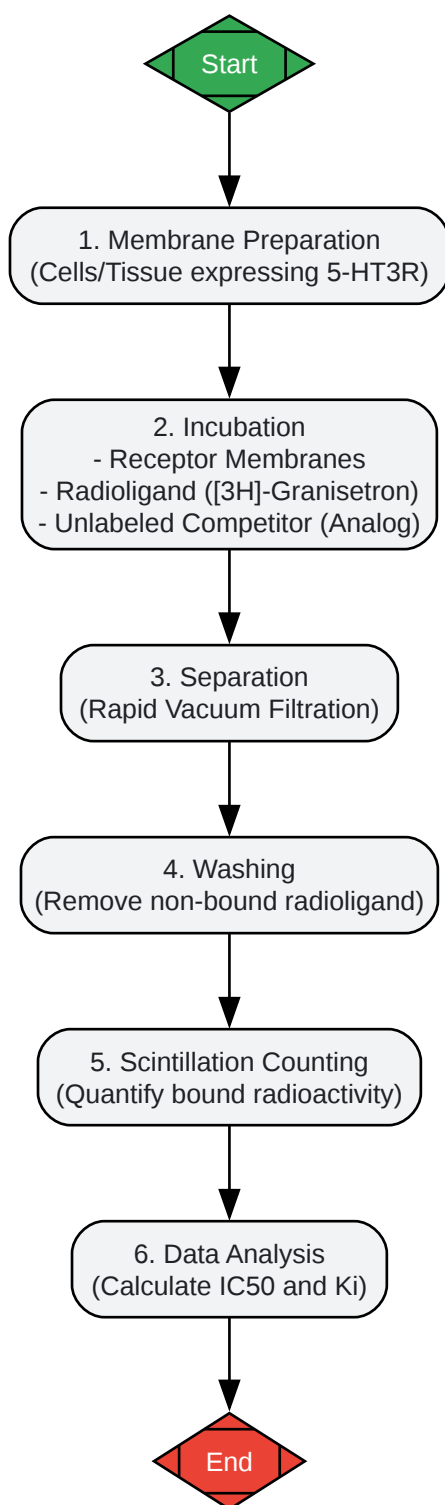 Start
1. Membrane Preparation
(Cells/Tissue expressing 5-HT3R)
2. Incubation
- Receptor Membranes
- Radioligand ([3H]-Granisetron)
- Unlabeled Competitor (Analog)
3. Separation
(Rapid Vacuum Filtration)
4. Washing
(Remove non-bound radioligand)
5. Scintillation Counting
(Quantify bound radioactivity)
6. Data Analysis
(Calculate IC50 and Ki)
End